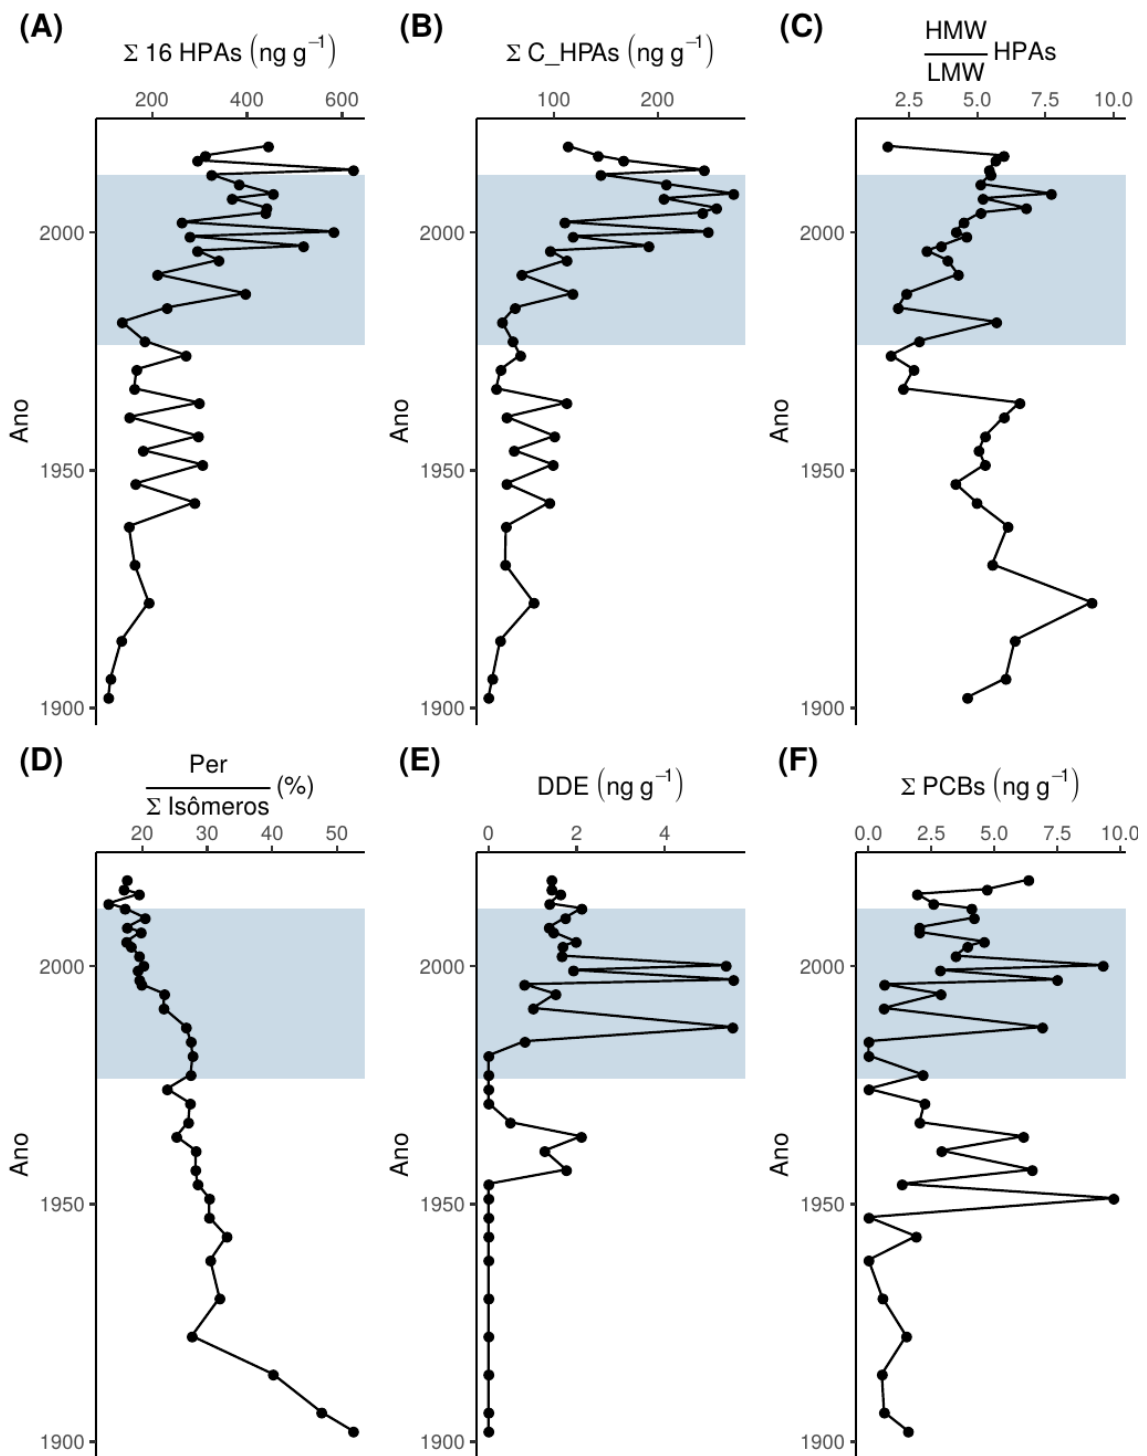 (A)
Σ 16 HPAs (ng g⁻¹)
200 400 600
2000
1950
1900
Ano
(B)
Σ C_HPAs (ng g⁻¹)
100 200
2000
1950
1900
Ano
(C)
HMW
LMW
HPAs
2.5 5.0 7.5 10.0
2000
1950
1900
Ano
(D)
Per
Σ Isômeros
(%)
20 30 40 50
2000
1950
1900
Ano
(E)
DDE (ng g⁻¹)
0 2 4
2000
1950
1900
Ano
(F)
Σ PCBs (ng g⁻¹)
0.0 2.5 5.0 7.5 10.0
2000
1950
1900
Ano